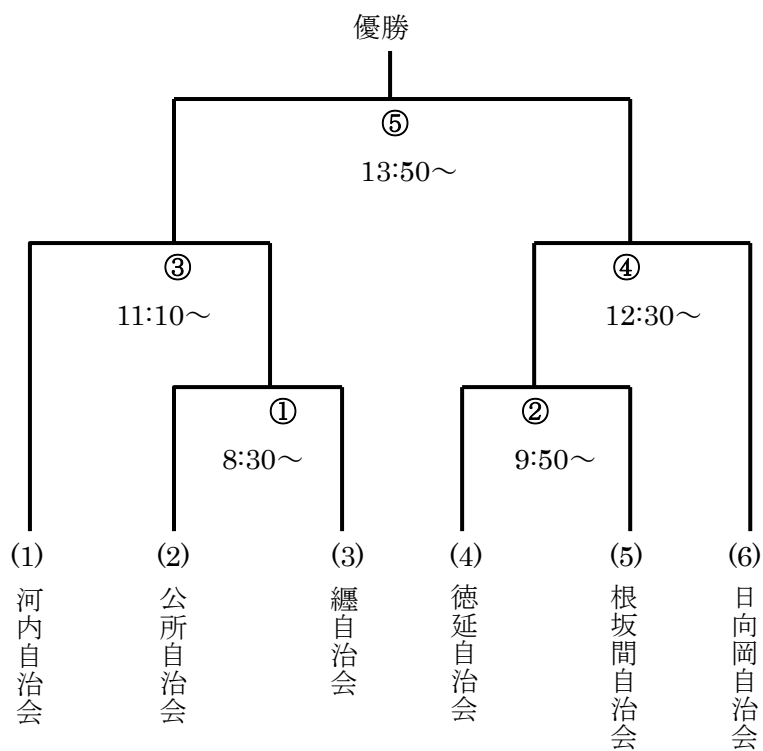 優勝
⑤
13:50～
③
④
11:10～
12:30～
①
②
8:30～
9:50～
(1)
(2)
(3)
(4)
(5)
(6)
河内自治会
公所自治会
纒自治会
徳延自治会
根坂間自治会
日向岡自治会